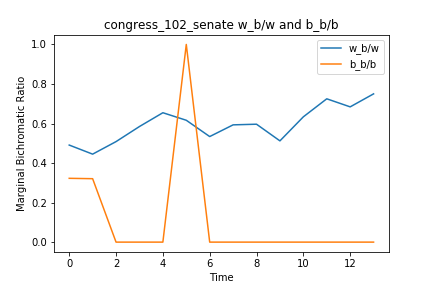 congress_102_senate w_b/w and b_b/b
w_b/w
b_b/b
Marginal Bichromatic Ratio
1.0
0.8
0.6
0.4
0.2
0.0
0 2 4 6 8 10 12
Time